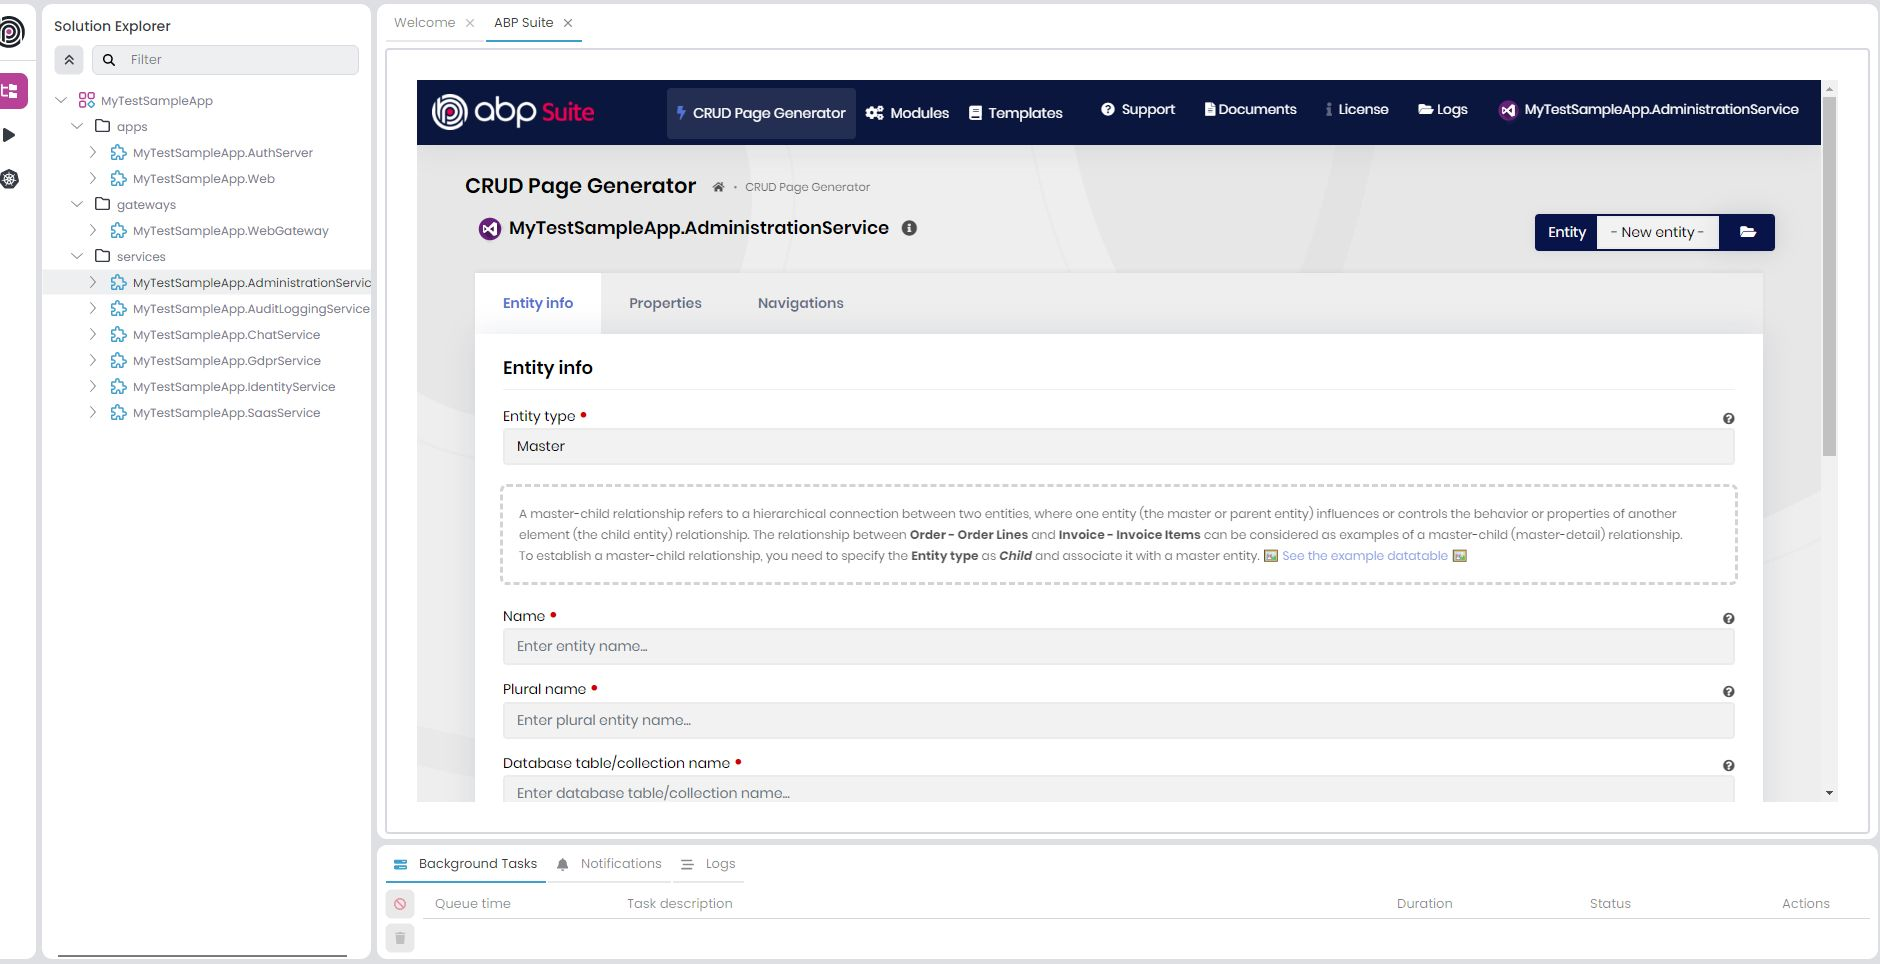 Solution Explorer
Filter
MyTestSampleApp
apps
MyTestSampleApp.AuthServer
MyTestSampleApp.Web
gateways
MyTestSampleApp.WebGateway
services
MyTestSampleApp.AdministrationServic
MyTestSampleApp.AuditLoggingService
MyTestSampleApp.ChatService
MyTestSampleApp.GdprService
MyTestSampleApp.IdentityService
MyTestSampleApp.SaasService
Welcome
ABP Suite
abp Suite
CRUD Page Generator
Modules
Templates
Support
Documents
License
Logs
MyTestSampleApp.AdministrationService
CRUD Page Generator
CRUD Page Generator
MyTestSampleApp.AdministrationService
Entity
- New entity -
Entity info
Properties
Navigations
Entity info
Entity type
Master
A master-child relationship refers to a hierarchical connection between two entities, where one entity (the master or parent entity) influences or controls the behavior or properties of another
element (the child entity) relationship. The relationship between Order - Order Lines and Invoice - Invoice Items can be considered as examples of a master-child (master-detail) relationship.
To establish a master-child relationship, you need to specify the Entity type as Child and associate it with a master entity. See the example datatable
Name
Enter entity name...
Plural name
Enter plural entity name...
Database table/collection name
Enter database table/collection name...
Background Tasks
Notifications
Logs
Queue time
Task description
Duration
Status
Actions